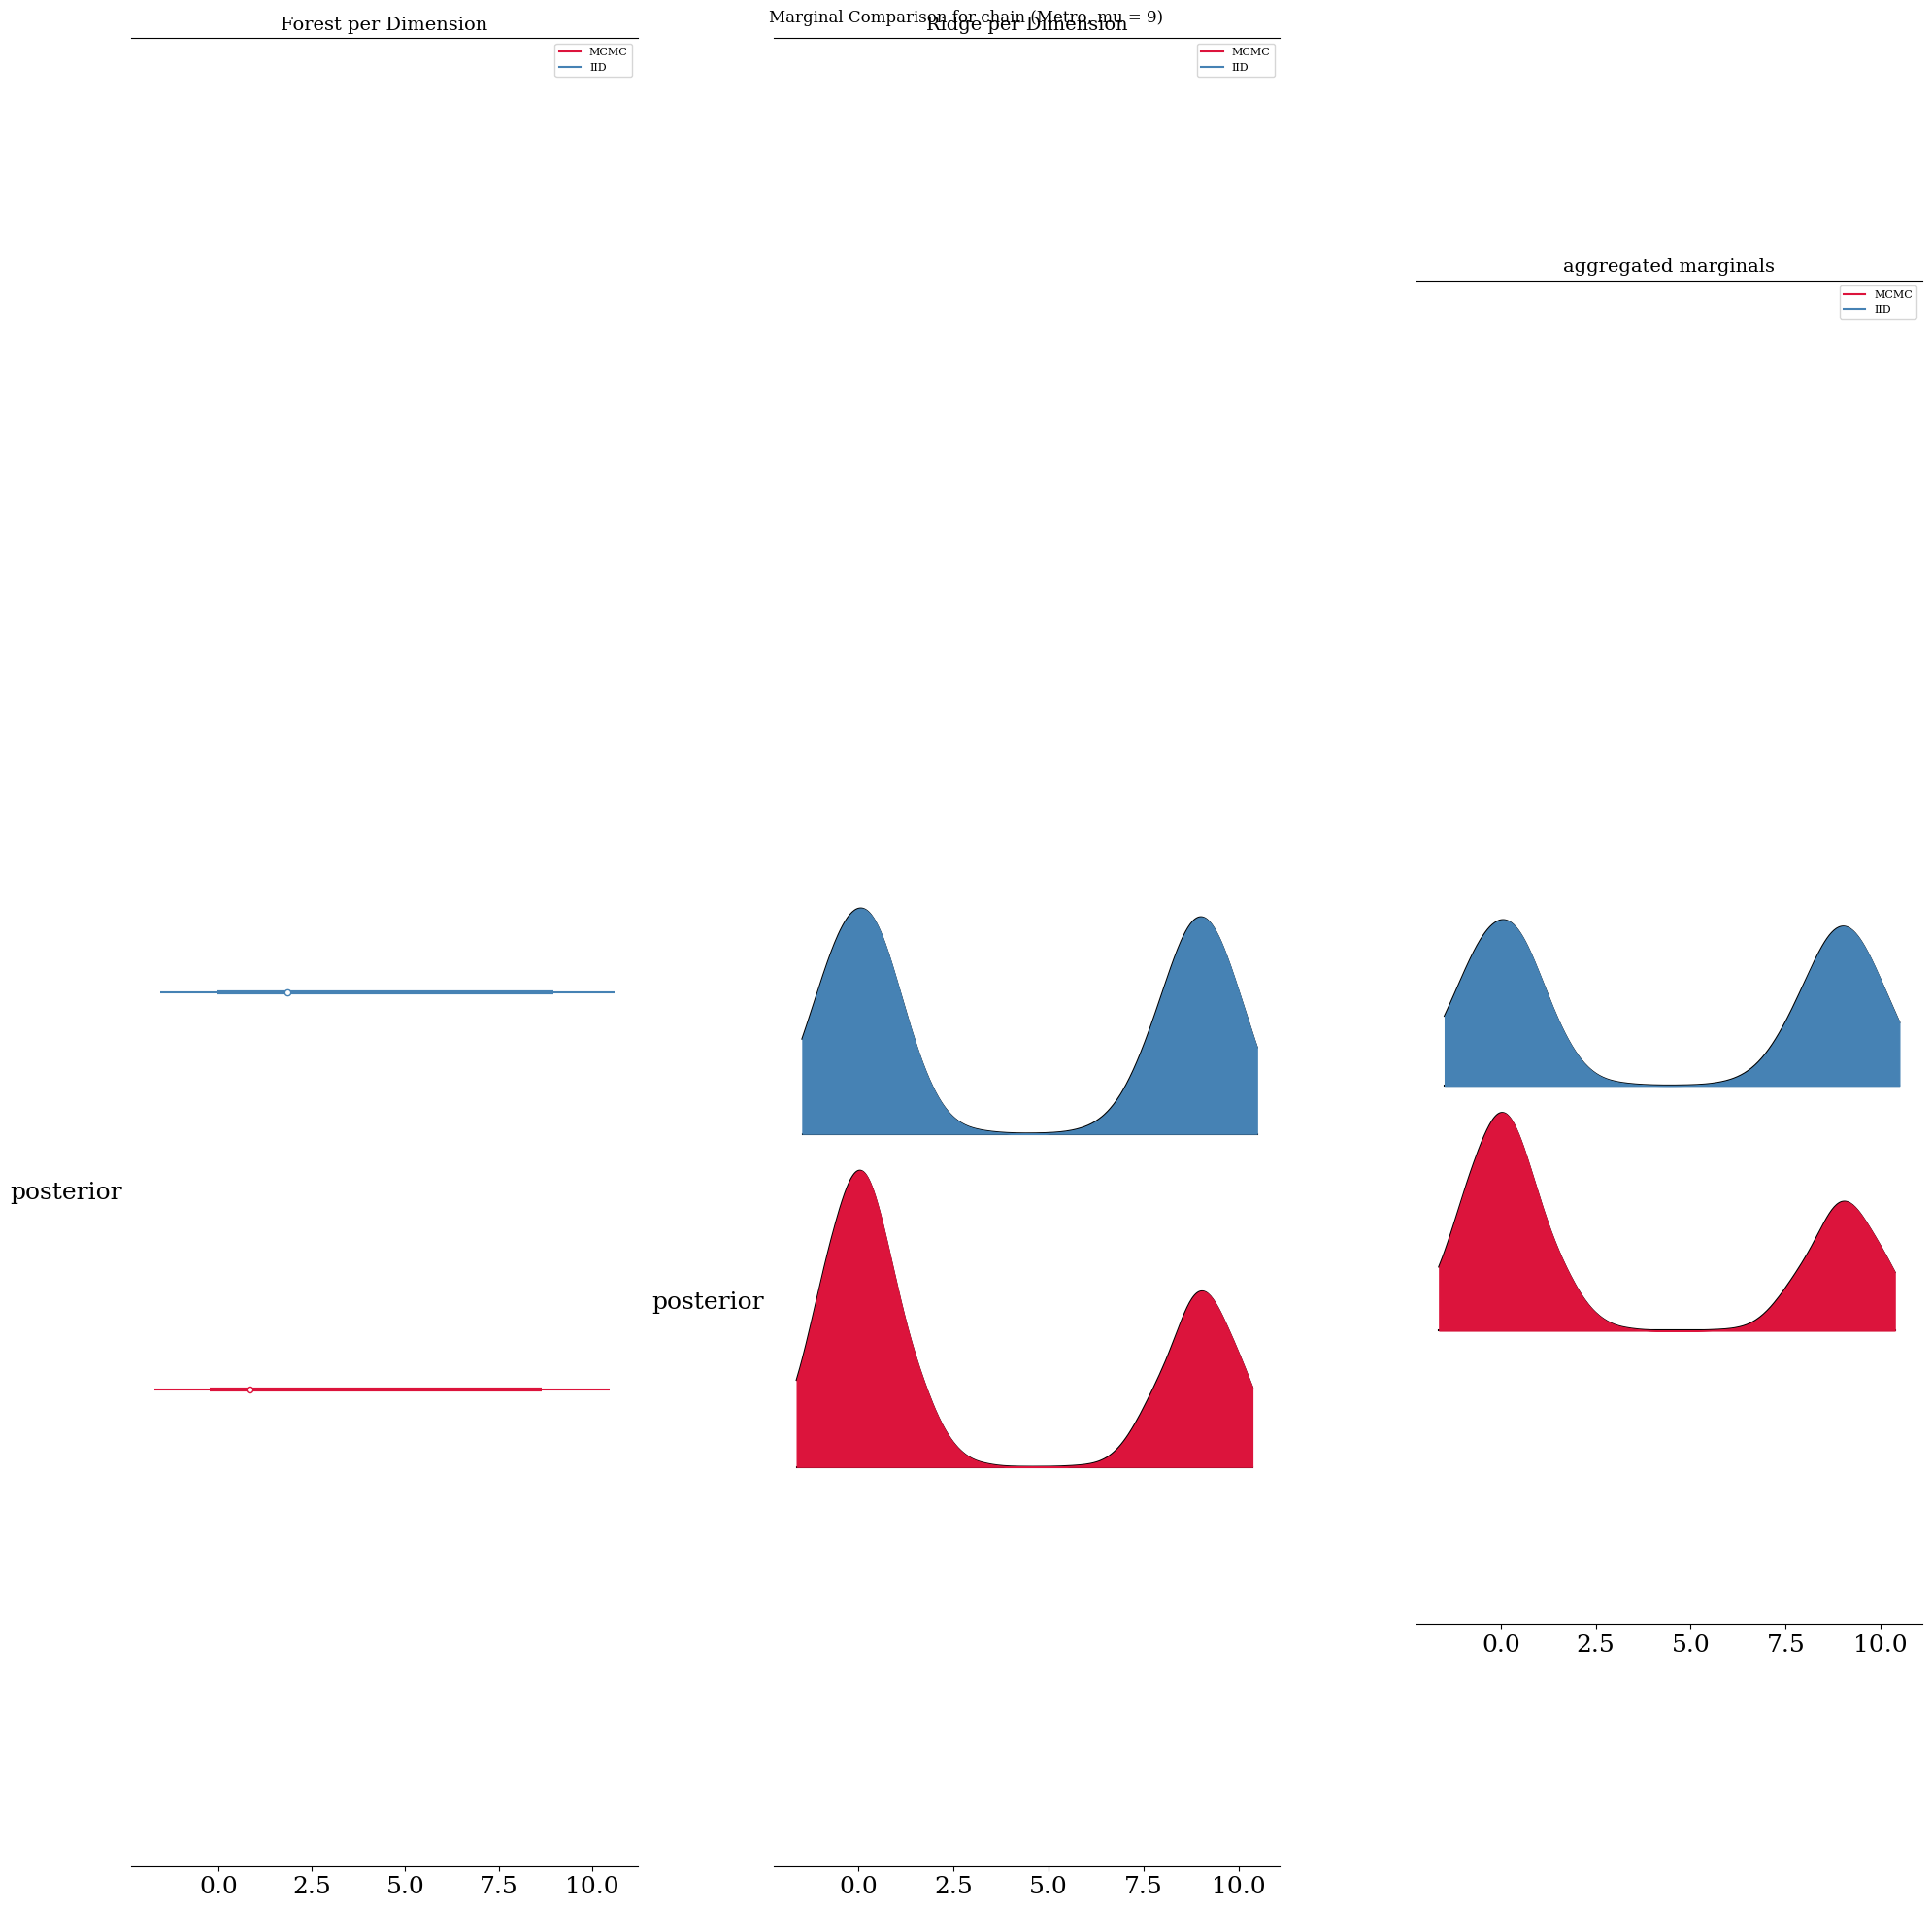 Marginal Comparison for chain (Metro, mu = 9)
Forest per Dimension
MCMC
IID
posterior
0.0 2.5 5.0 7.5 10.0
Ridge per Dimension
MCMC
IID
posterior
0.0 2.5 5.0 7.5 10.0
aggregated marginals
MCMC
IID
0.0 2.5 5.0 7.5 10.0